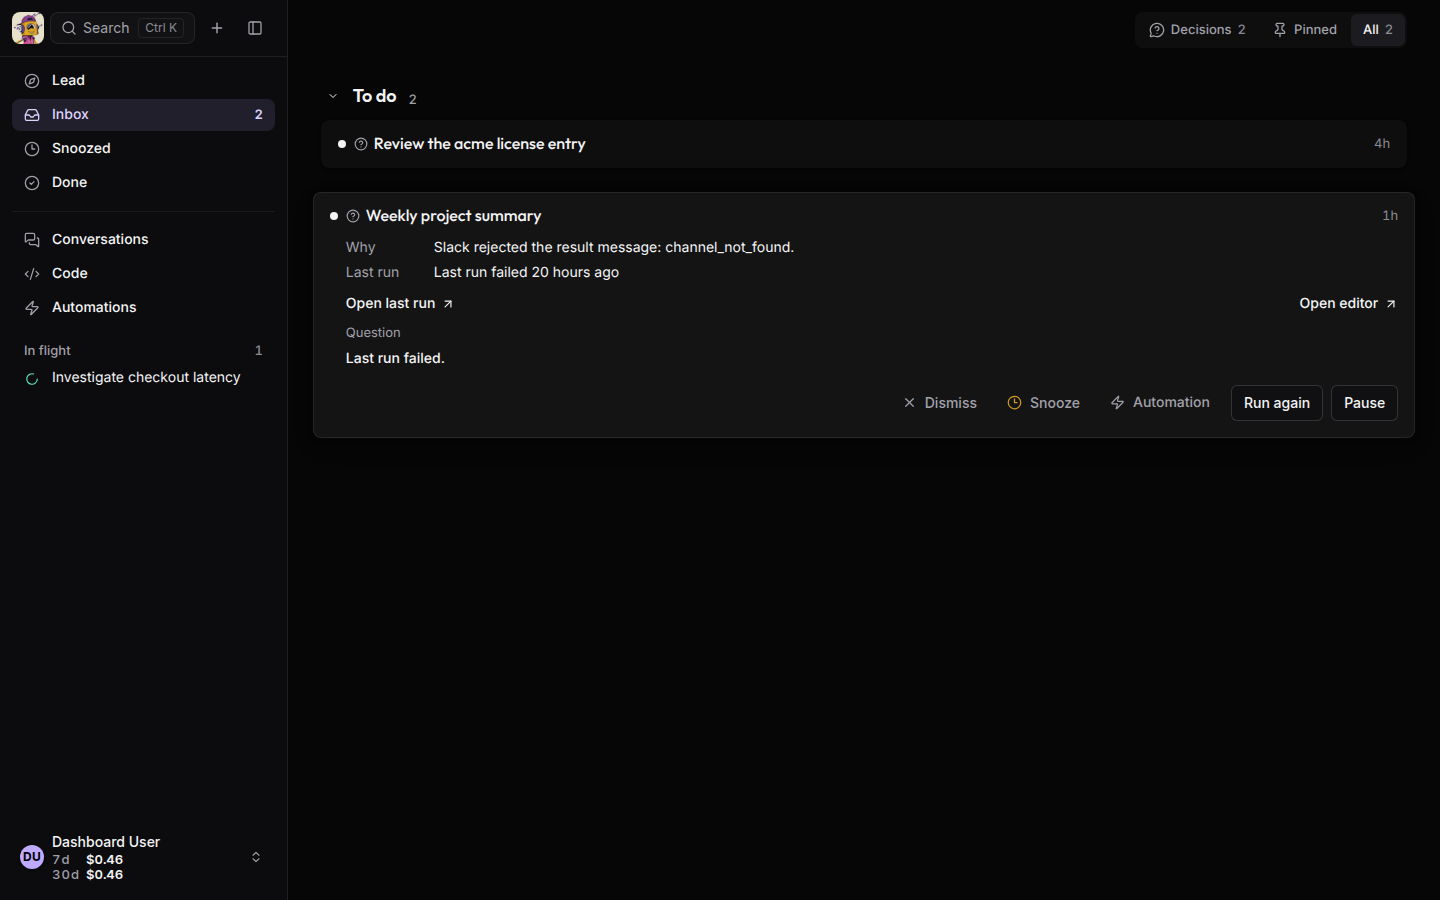 Search Ctrl K
Decisions 2 Pinned All 2
Lead
Inbox 2
Snoozed
Done
Conversations
Code
Automations
In flight 1
Investigate checkout latency
To do 2
Review the acme license entry 4h
Weekly project summary 1h
Why Slack rejected the result message: channel_not_found.
Last run Last run failed 20 hours ago
Open last run Open editor
Question
Last run failed.
Dismiss Snooze Automation Run again Pause
DU Dashboard User
7d $0.46
30d $0.46